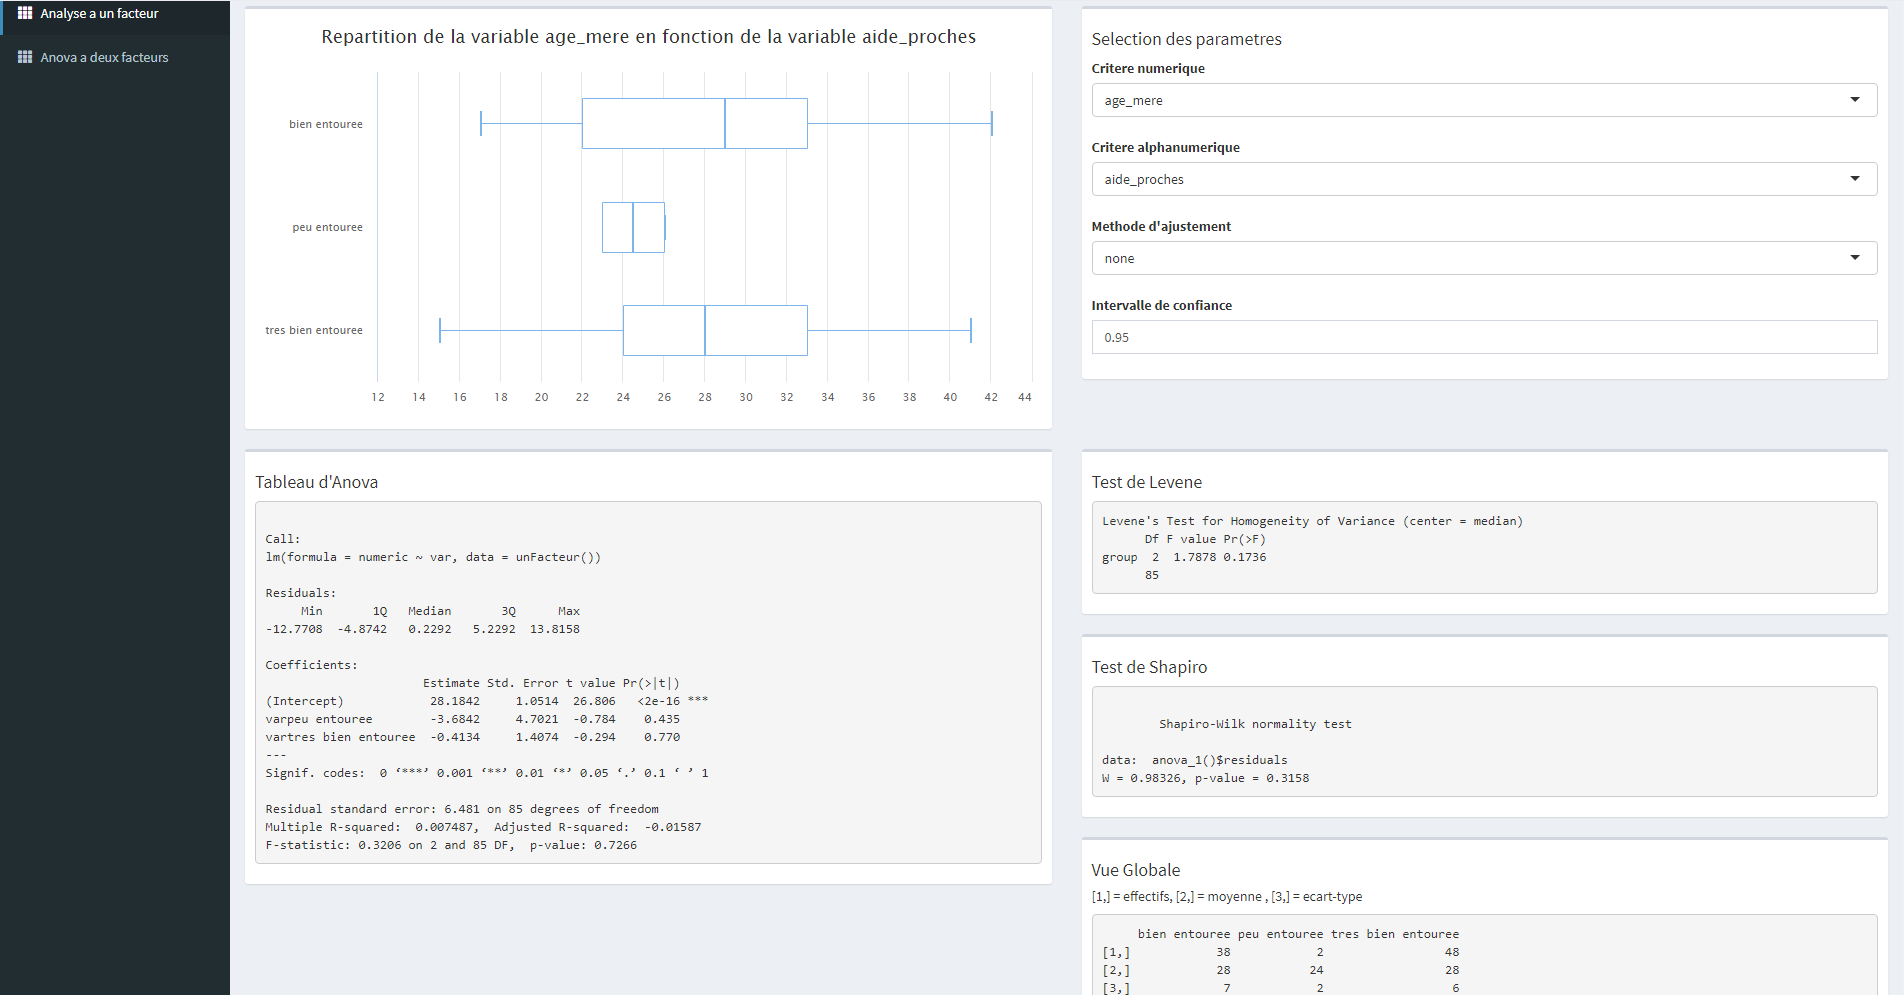 Analyse a un facteur
Anova a deux facteurs
Repartition de la variable age_mere en fonction de la variable aide_proches
bien entouree
peu entouree
tres bien entouree
12 14 16 18 20 22 24 26 28 30 32 34 36 38 40 42 44
Selection des parametres
Critere numerique
age_mere
Critere alphanumerique
aide_proches
Methode d'ajustement
none
Intervalle de confiance
0.95
Tableau d'Anova
Call:
lm(formula = numeric ~ var, data = unFacteur())
Residuals:
Min 1Q Median 3Q Max
-12.7708 -4.8742 0.2292 5.2292 13.8158
Coefficients:
Estimate Std. Error t value Pr(>|t|)
(Intercept) 28.1842 1.0514 26.806 <2e-16 ***
varpeu entouree -3.6842 4.7021 -0.784 0.435
vartres bien entouree -0.4134 1.4074 -0.294 0.770
---
Signif. codes: 0 ‘***’ 0.001 ‘**’ 0.01 ‘*’ 0.05 ‘.’ 0.1 ‘ ’ 1
Residual standard error: 6.481 on 85 degrees of freedom
Multiple R-squared: 0.007487, Adjusted R-squared: -0.01587
F-statistic: 0.3206 on 2 and 85 DF, p-value: 0.7266
Test de Levene
Levene's Test for Homogeneity of Variance (center = median)
Df F value Pr(>F)
group 2 1.7878 0.1736
85
Test de Shapiro
Shapiro-Wilk normality test
data: anova_1()$residuals
W = 0.98326, p-value = 0.3158
Vue Globale
[1,] = effectifs, [2,] = moyenne , [3,] = ecart-type
bien entouree peu entouree tres bien entouree
[1,] 38 2 48
[2,] 28 24 28
[3,] 7 2 6